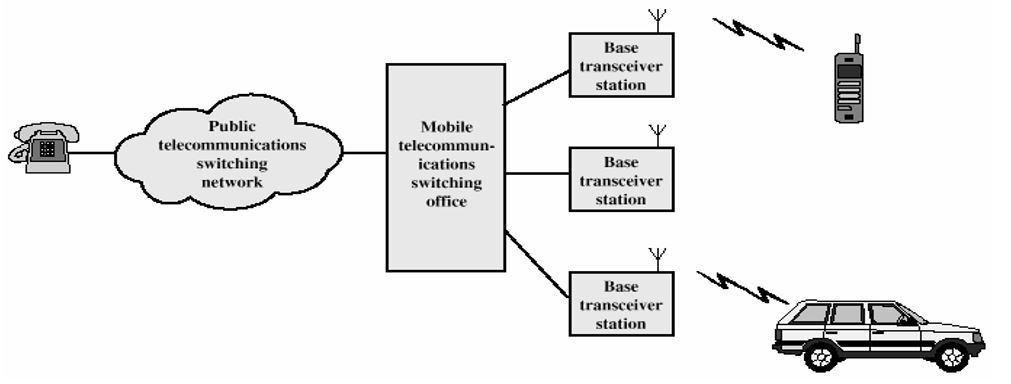 Public
telecommunications
switching
network
Mobile
telecommun-
ications
switching
office
Base
transceiver
station
Base
transceiver
station
Base
transceiver
station